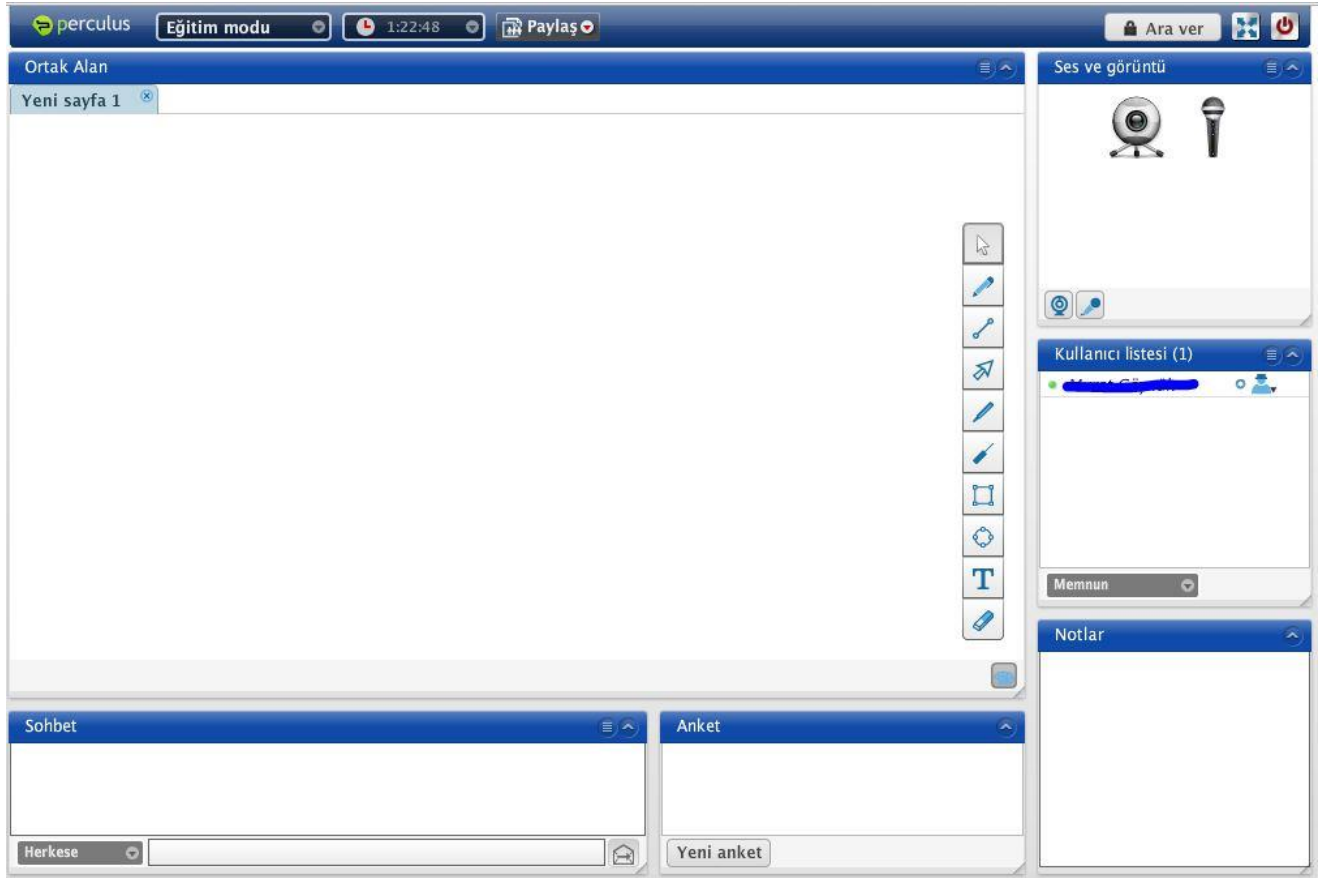 perculus Eğitim modu 1:22:48 Paylaş Ara ver
Ortak Alan
Yeni sayfa 1
Ses ve görüntü
Kullanıcı listesi (1)
Memnun
Notlar
T
Sohbet
Herkese
Anket
Yeni anket